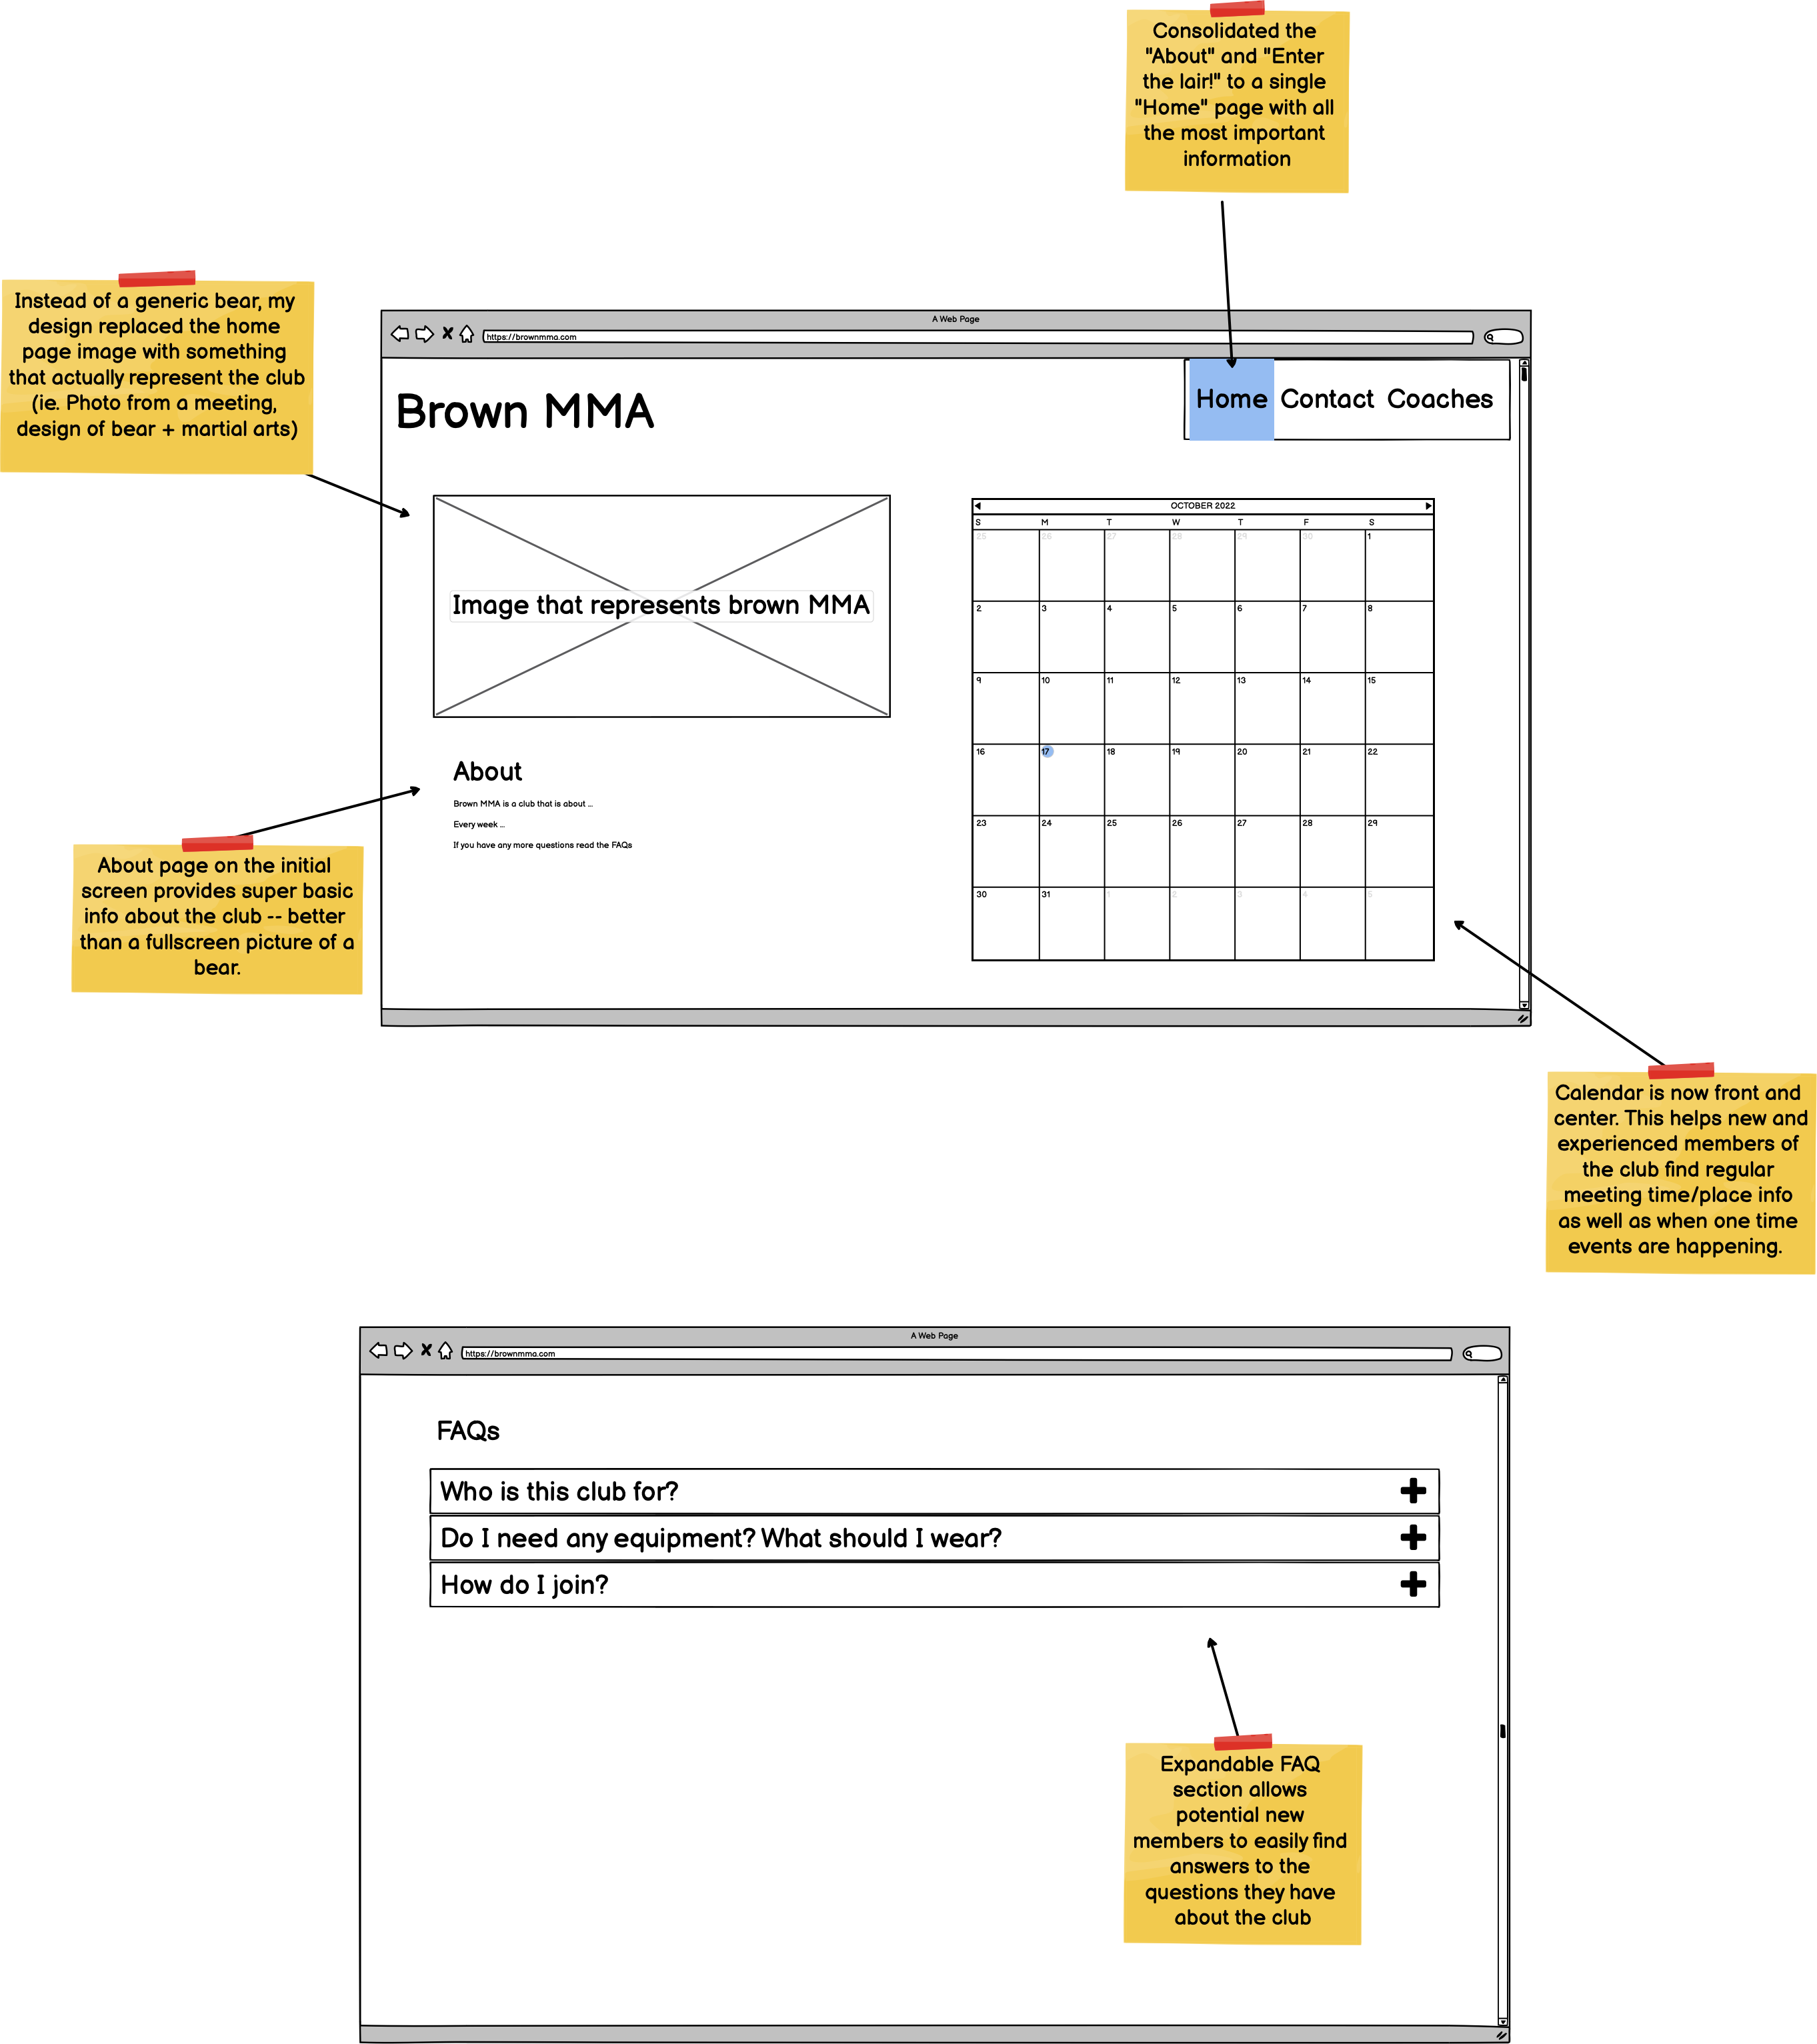 Consolidated the
"About" and "Enter
the lair!" to a single
"Home" page with all
the most important
information
Instead of a generic bear, my
design replaced the home
page image with something
that actually represent the club
(ie. Photo from a meeting,
design of bear + martial arts)
A Web Page
https://brownmma.com
Brown MMA
Home Contact Coaches
Image that represents brown MMA
OCTOBER 2022
S M T W T F S
25 26 27 28 29 30 1
2 3 4 5 6 7 8
9 10 11 12 13 14 15
16 17 18 19 20 21 22
23 24 25 26 27 28 29
30 31 1 2 3 4 5
About
Brown MMA is a club that is about ...
Every week ...
If you have any more questions read the FAQs
About page on the initial
screen provides super basic
info about the club -- better
than a fullscreen picture of a
bear.
Calendar is now front and
center. This helps new and
experienced members of
the club find regular
meeting time/place info
as well as when one time
events are happening.
A Web Page
https://brownmma.com
FAQs
Who is this club for?
Do I need any equipment? What should I wear?
How do I join?
Expandable FAQ
section allows
potential new
members to easily find
answers to the
questions they have
about the club